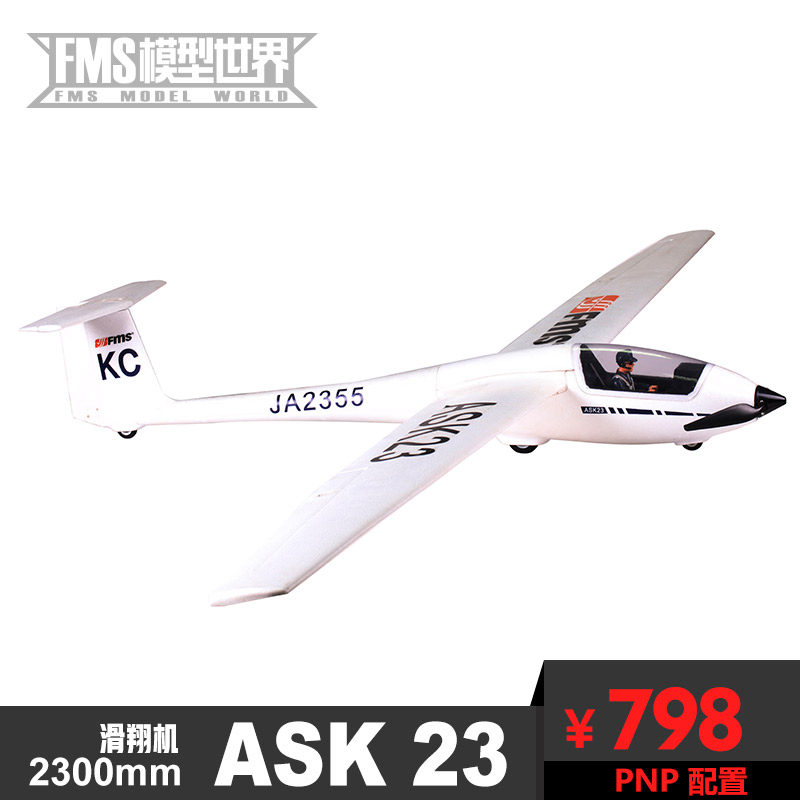 FMS模型世界
FMS MODEL WORLD
Fms
Fms
KC
JA2355
ASK23
ASK23
滑翔机
2300mm
ASK 23
¥798
PNP 配置